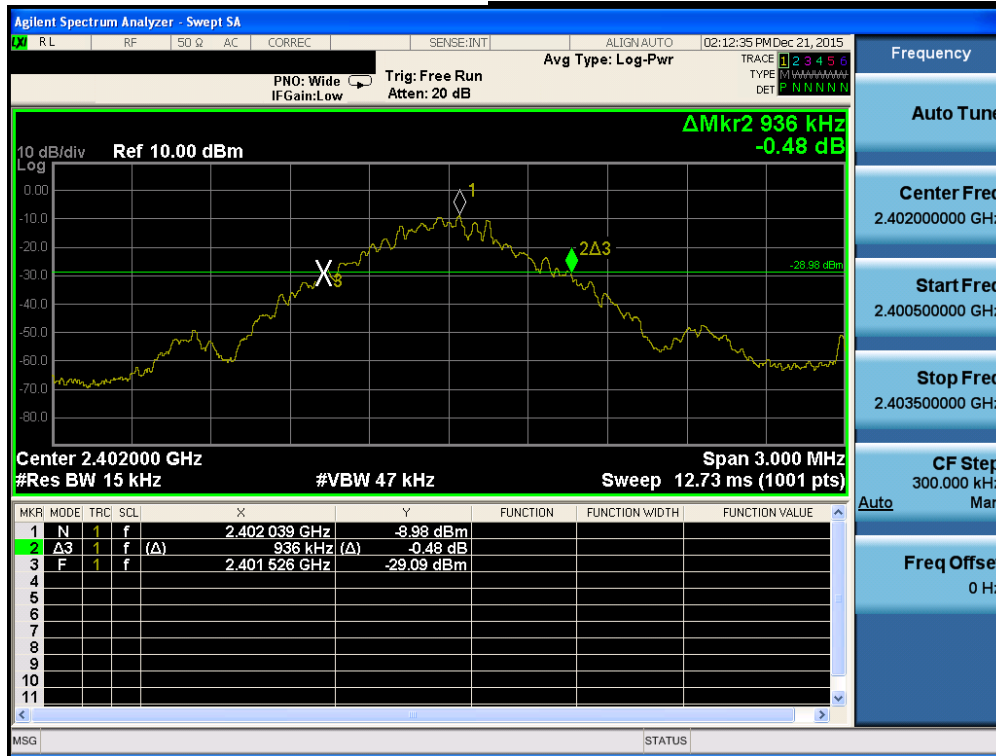 Agilent Spectrum Analyzer - Swept SA
LXI RL RF 50 Ω AC CORREC SENSE:INT ALIGN AUTO 02:12:35 PM Dec 21, 2015
Frequency
Avg Type: Log-Pwr
TRACE 1 2 3 4 5 6
PNO: Wide Trig: Free Run
TYPE M
IFGain:Low Atten: 20 dB
DET P N N N N N
Auto Tune
ΔMkr2 936 kHz
-0.48 dB
10 dB/div Ref 10.00 dBm
Log
0.00
-10.0
-20.0
-30.0
-40.0
-50.0
-60.0
-70.0
-80.0
1
2Δ3
3
-28.98 dBm
Center Freq
2.402000000 GHz
Start Freq
2.400500000 GHz
Stop Freq
2.403500000 GHz
Center 2.402000 GHz Span 3.000 MHz
#Res BW 15 kHz #VBW 47 kHz Sweep 12.73 ms (1001 pts)
CF Step
300.000 kHz
Auto Man
Freq Offset
0 Hz
MKR MODE TRC SCL X Y FUNCTION FUNCTION WIDTH FUNCTION VALUE
1 N 1 f 2.402 039 GHz -8.98 dBm
2 Δ3 1 f (Δ) 936 kHz (Δ) -0.48 dB
3 F 1 f 2.401 526 GHz -29.09 dBm
4
5
6
7
8
9
10
11
MSG STATUS